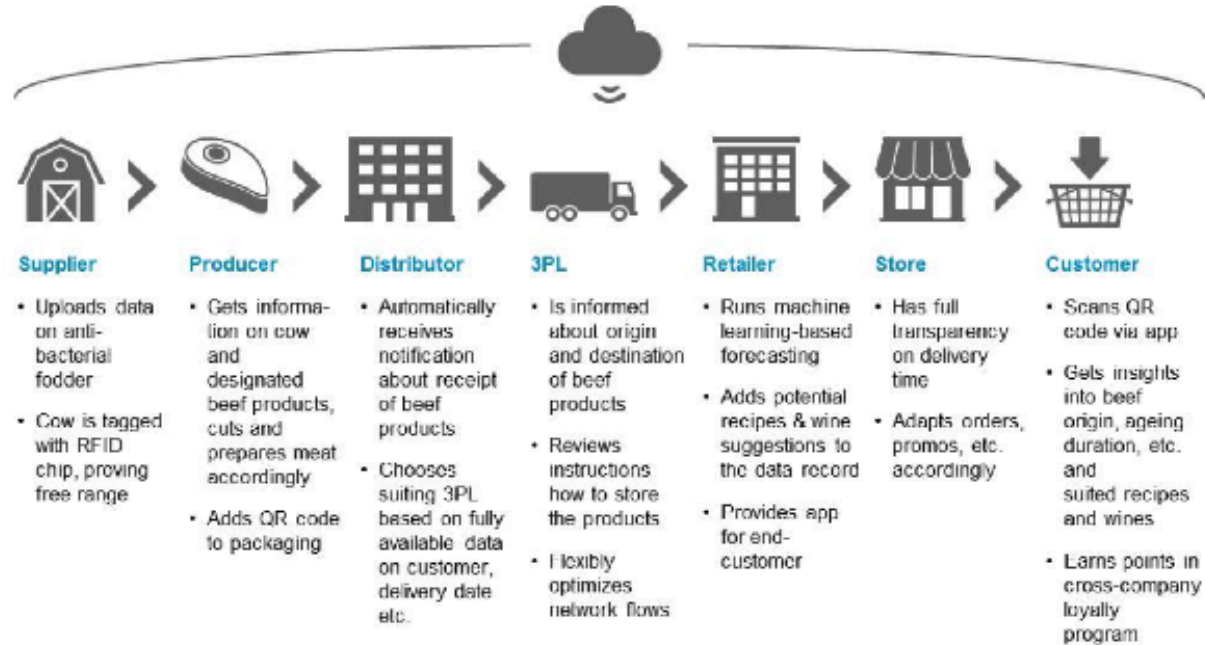 Supplier
• Uploads data
on anti-
bacterial
fodder
• Cow is tagged
with RFID
chip, proving
free range
Producer
• Gets informa-
tion on cow
and
designated
beef products,
cuts and
prepares meat
accordingly
• Adds QR code
to packaging
Distributor
• Automatically
receives
notification
about receipt
of beef
products
• Chooses
suiting 3PL
based on fully
available data
on customer,
delivery date
etc.
3PL
• Is informed
about origin
and destination
of beef
products
• Reviews
instructions
how to store
the products
• Flexibly
optimizes
network flows
Retailer
• Runs machine
learning-based
forecasting
• Adds potential
recipes & wine
suggestions to
the data record
• Provides app
for end-
customer
Store
• Has full
transparency
on delivery
time
• Adapts orders,
promos, etc.
accordingly
Customer
• Scans QR
code via app
• Gets insights
into beef
origin, ageing
duration, etc.
and
suited recipes
and wines
• Earns points in
cross-company
loyally
program